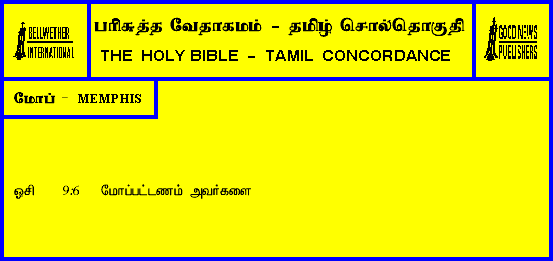 BELLWETHER
INTERNATIONAL
பரிசுத்த வேதாகமம் - தமிழ் சொல்தொகுதி
THE HOLY BIBLE - TAMIL CONCORDANCE
GOOD NEWS
PUBLISHERS
மோப் - MEMPHIS
ஓசி 9:6 மோப்பட்டணம் அவர்களை